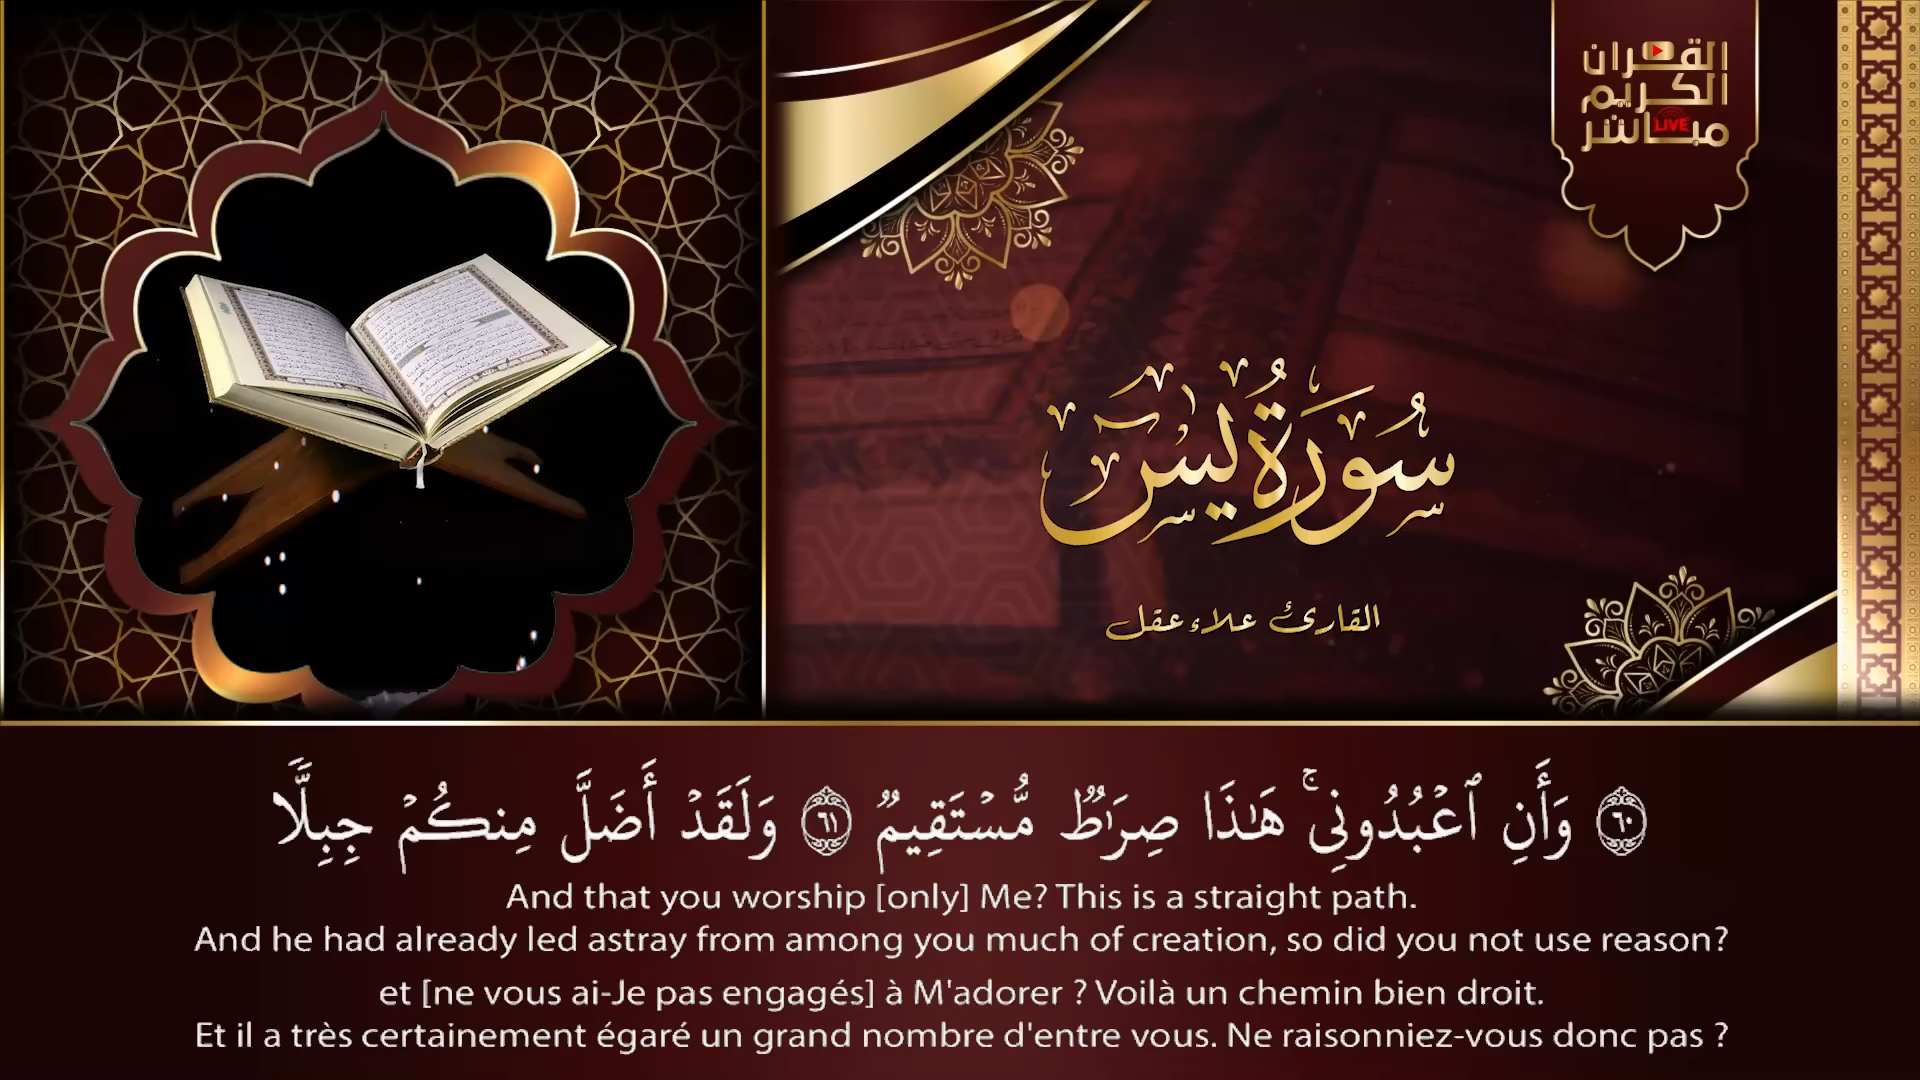 القرآن
الكريم
LIVE
مباشر
سُورَةُ يسٓ
القارئ علاء عقل
٦٠ وَأَنِ ٱعْبُدُونِى ۚ هَـٰذَا صِرَٰطٌ مُّسْتَقِيمٌ ٦١ وَلَقَدْ أَضَلَّ مِنكُمْ جِبِلًّا
And that you worship [only] Me? This is a straight path.
And he had already led astray from among you much of creation, so did you not use reason?
et [ne vous ai-Je pas engagés] à M'adorer ? Voilà un chemin bien droit.
Et il a très certainement égaré un grand nombre d'entre vous. Ne raisonniez-vous donc pas ?